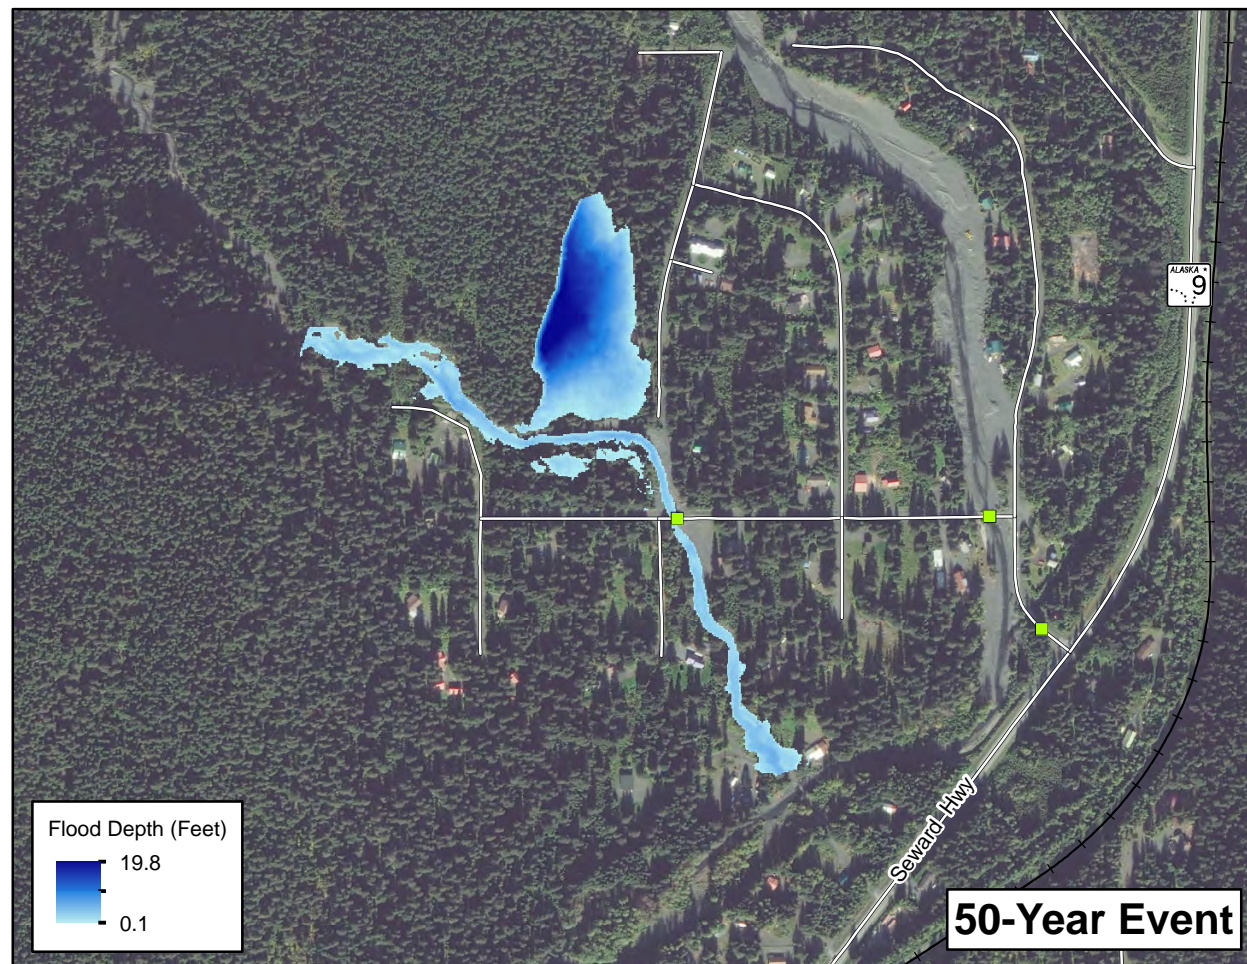 ALASKA
9
Seward Hwy
Flood Depth (Feet)
19.8
0.1
50-Year Event